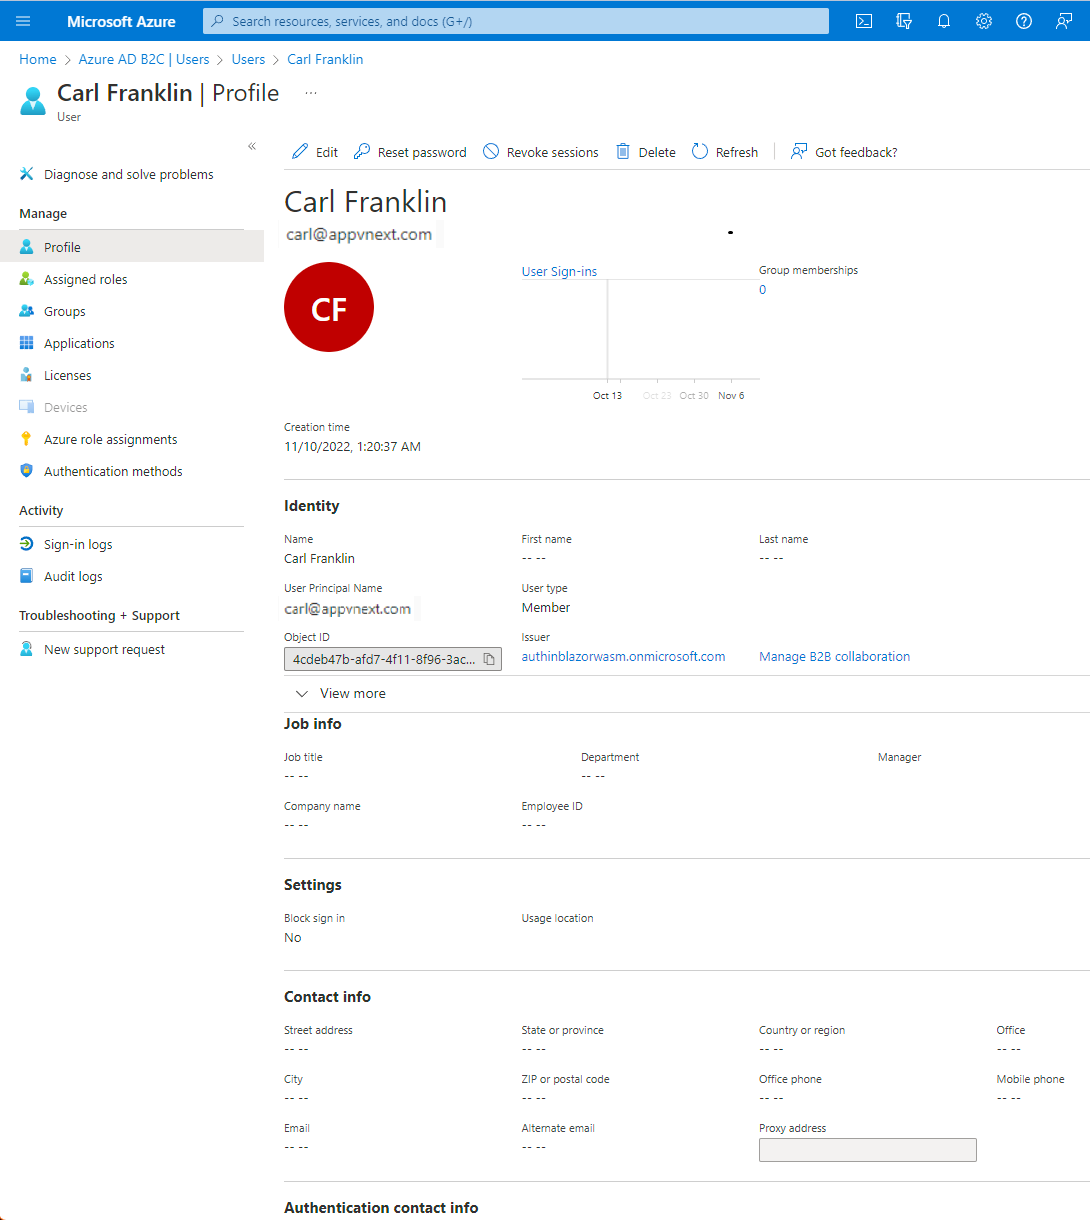 Microsoft Azure
Search resources, services, and docs (G+/)
Home > Azure AD B2C | Users > Users > Carl Franklin
Carl Franklin | Profile ...
User
«
Diagnose and solve problems
Manage
Profile
Assigned roles
Groups
Applications
Licenses
Devices
Azure role assignments
Authentication methods
Activity
Sign-in logs
Audit logs
Troubleshooting + Support
New support request
Edit Reset password Revoke sessions Delete Refresh | Got feedback?
Carl Franklin
carl@appvnext.com
CF
User Sign-ins
Oct 13 Oct 23 Oct 30 Nov 6
Group memberships
0
Creation time
11/10/2022, 1:20:37 AM
Identity
Name First name Last name
Carl Franklin -- -- -- --
User Principal Name User type
carl@appvnext.com Member
Object ID Issuer
4cdeb47b-afd7-4f11-8f96-3ac... authinblazorwasm.onmicrosoft.com Manage B2B collaboration
View more
Job info
Job title Department Manager
-- -- -- --
Company name Employee ID
-- -- -- --
Settings
Block sign in Usage location
No
Contact info
Street address State or province Country or region Office
-- -- -- -- -- -- -- --
City ZIP or postal code Office phone Mobile phone
-- -- -- -- -- -- -- --
Email Alternate email Proxy address
-- -- -- --
Authentication contact info